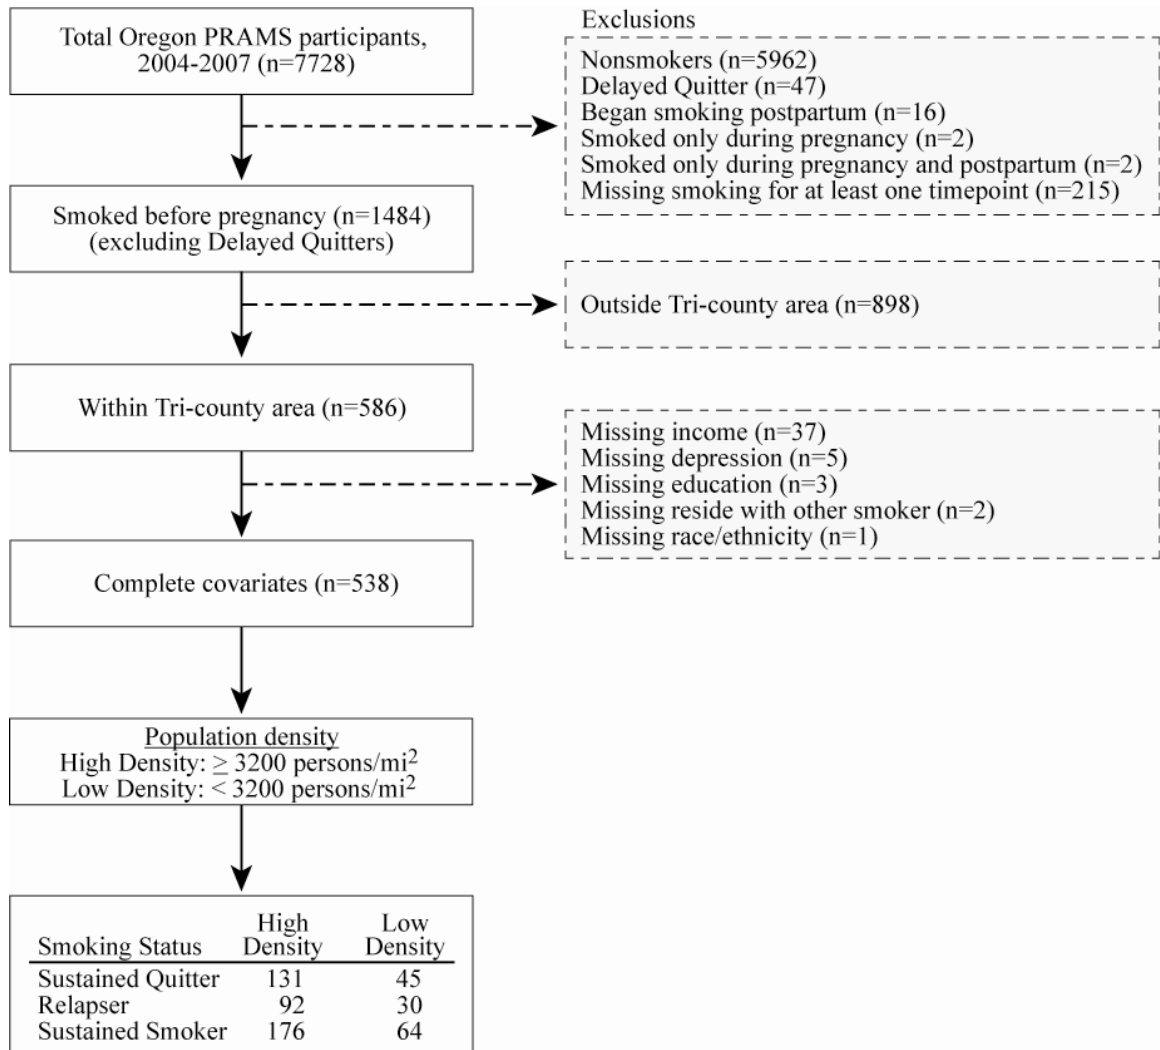 Total Oregon PRAMS participants,
2004-2007 (n=7728)
Exclusions
Nonsmokers (n=5962)
Delayed Quitter (n=47)
Began smoking postpartum (n=16)
Smoked only during pregnancy (n=2)
Smoked only during pregnancy and postpartum (n=2)
Missing smoking for at least one timepoint (n=215)
Smoked before pregnancy (n=1484)
(excluding Delayed Quitters)
Outside Tri-county area (n=898)
Within Tri-county area (n=586)
Missing income (n=37)
Missing depression (n=5)
Missing education (n=3)
Missing reside with other smoker (n=2)
Missing race/ethnicity (n=1)
Complete covariates (n=538)
Population density
High Density: ≥ 3200 persons/mi²
Low Density: < 3200 persons/mi²
High Low
Smoking Status Density Density
Sustained Quitter 131 45
Relapser 92 30
Sustained Smoker 176 64